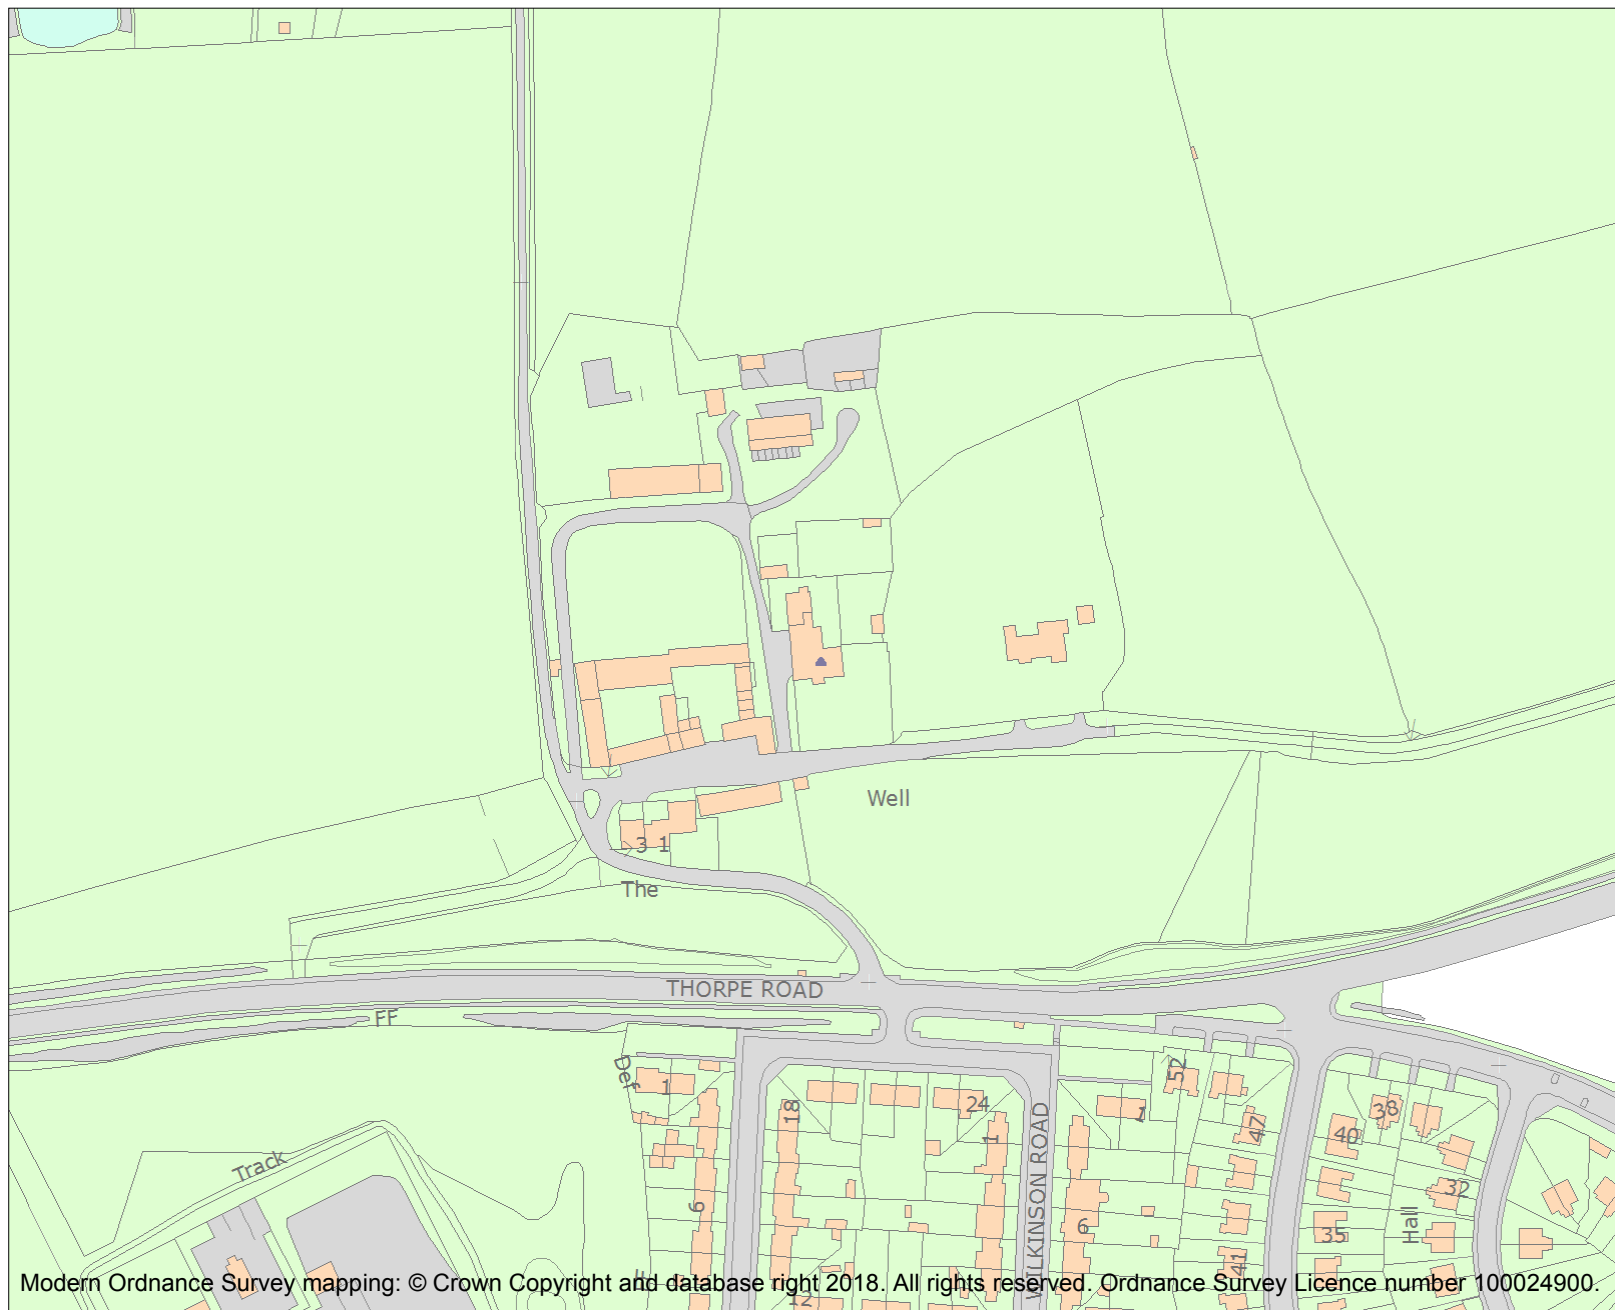 Well
3 1
The
THORPE ROAD
FF
Def
1
18
24
1
WILKINSON ROAD
1
52
47
40
38
Track
6
6
32
35
Hall
41
12
Modern Ordnance Survey mapping: © Crown Copyright and database right 2018. All rights reserved. Ordnance Survey Licence number 100024900.